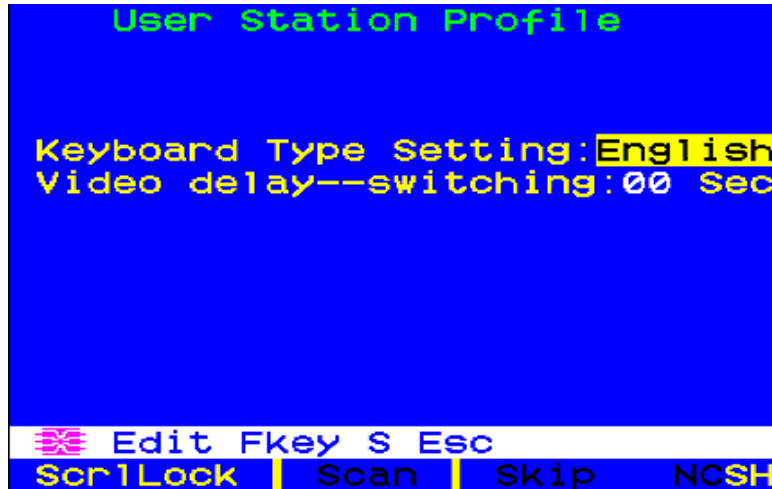 User Station Profile
Keyboard Type Setting:English
Video delay--switching:00 Sec
Edit Fkey S Esc
ScrlLock Scan Skip NCSH